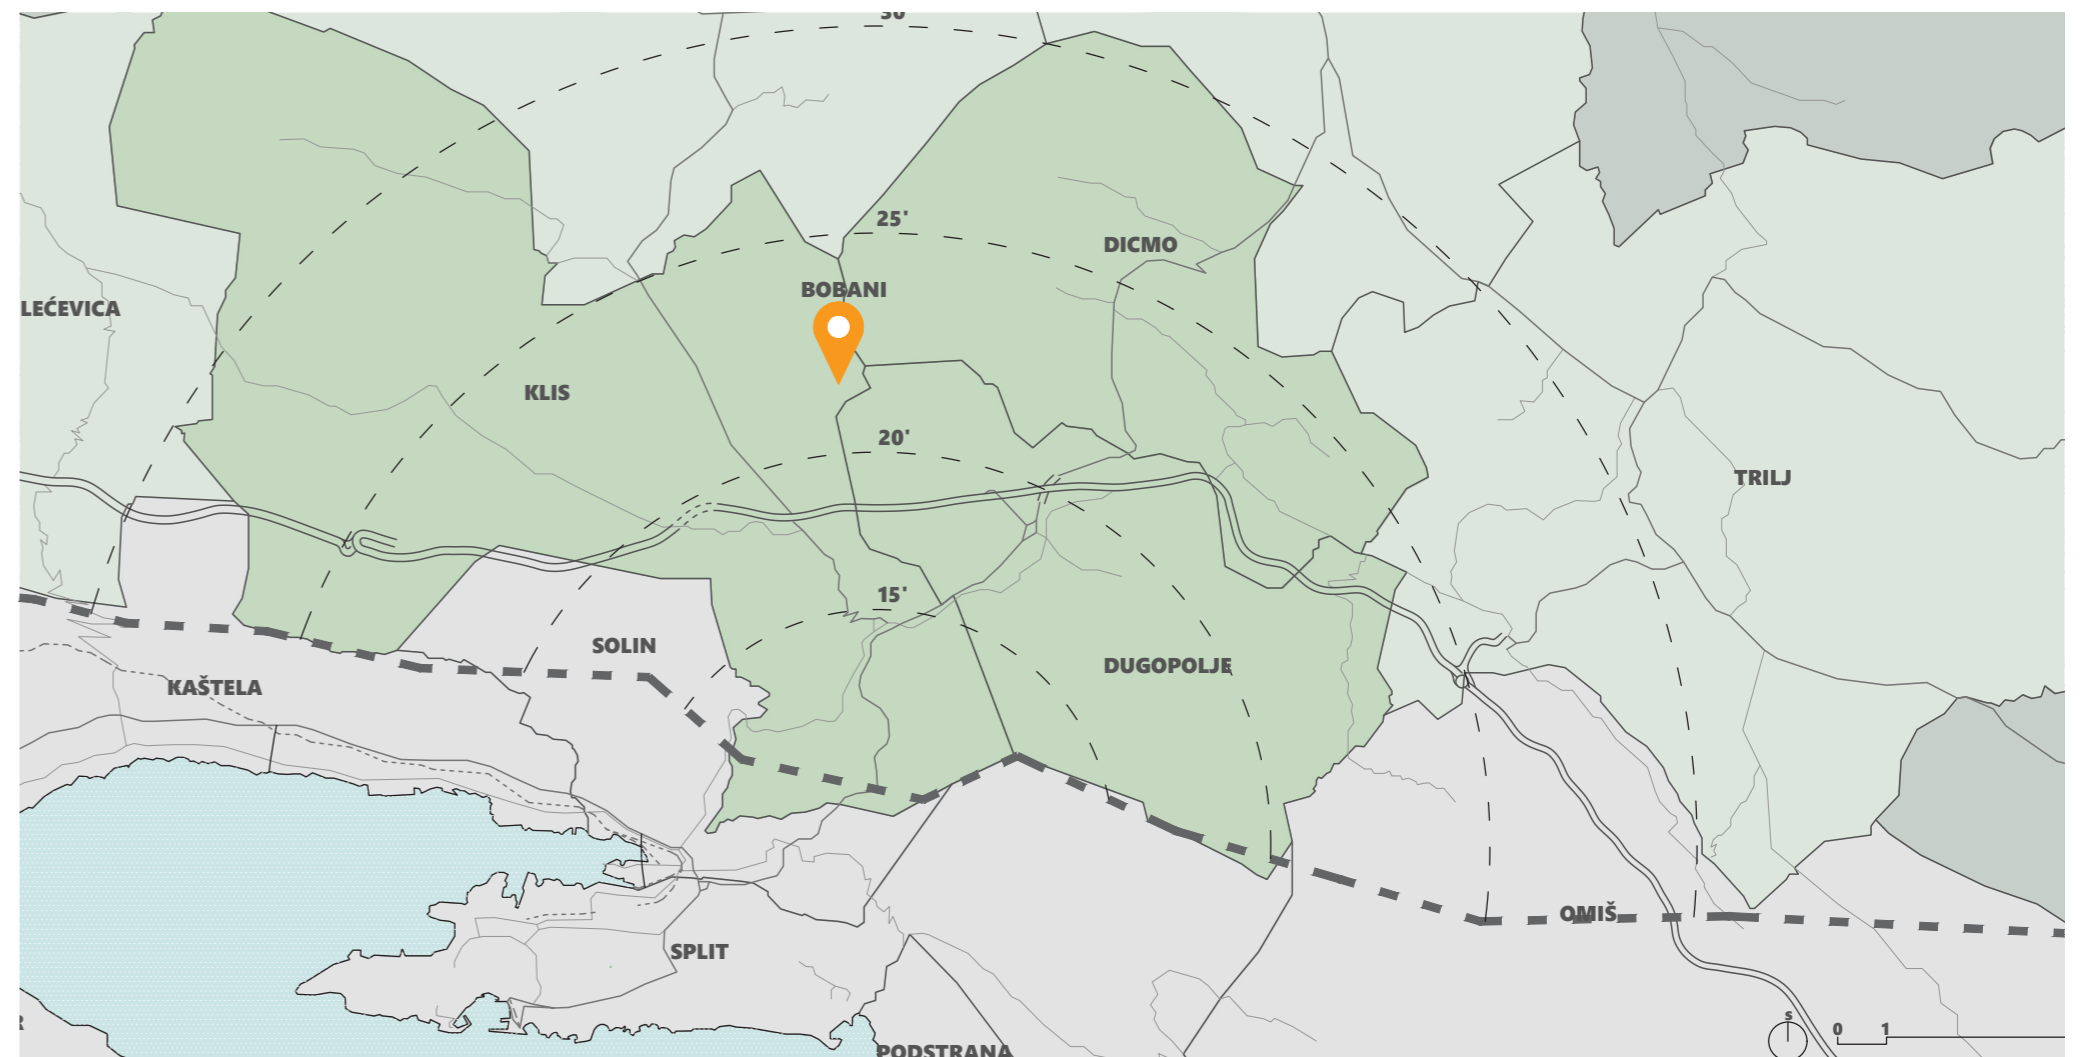 30'
25'
DICMO
BOBANI
LEĆEVICA
KLIS
20'
TRILJ
15'
SOLIN
DUGOPOLJE
KAŠTELA
OMIŠ
SPLIT
S
0 1
PODSTRANA